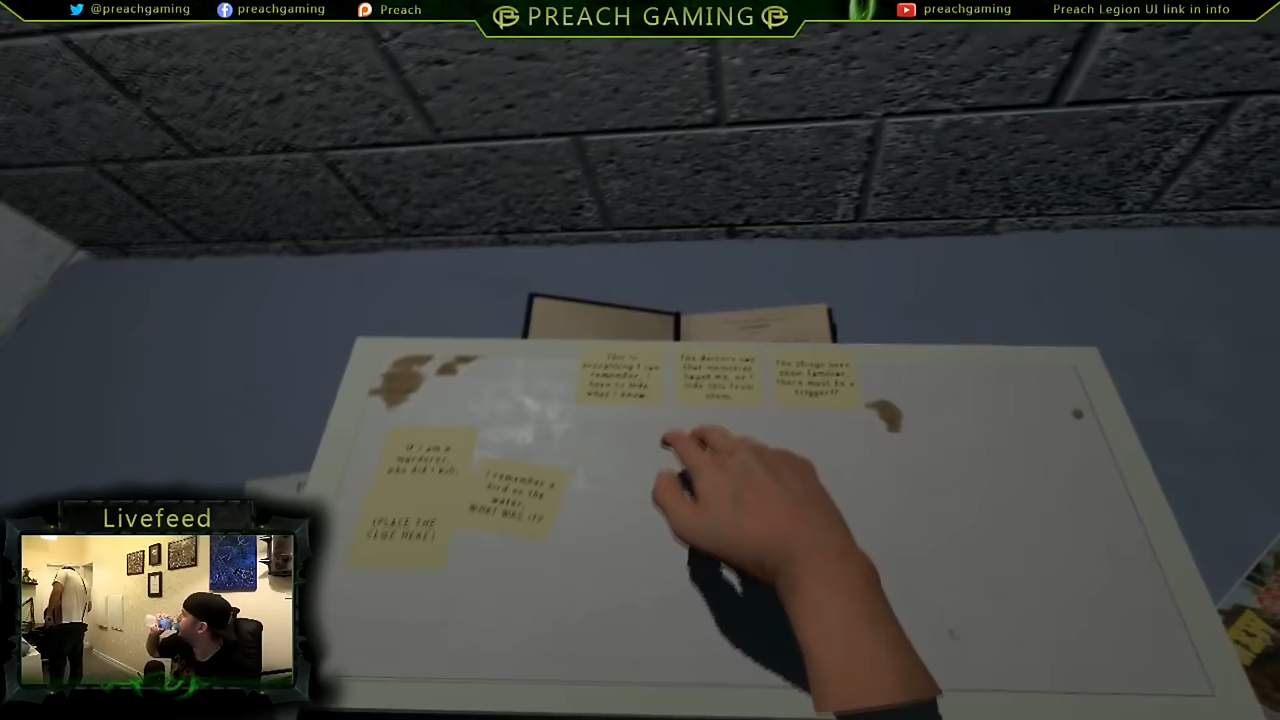 @preachgaming
preachgaming
Preach
PREACH GAMING
preachgaming
Preach Legion UI link in info
This is
everything I can
remember. I
have to hide
what I know.
The doctors say
that memories
haunt me, so I
hide this from
them.
The things here
seem familiar.
There must be a
trigger!?
If I am a
murderer,
who did I kill.
I remember a
bird on the
water.
WHAT WAS IT?
(PLACE THE
CLUE HERE)
Livefeed